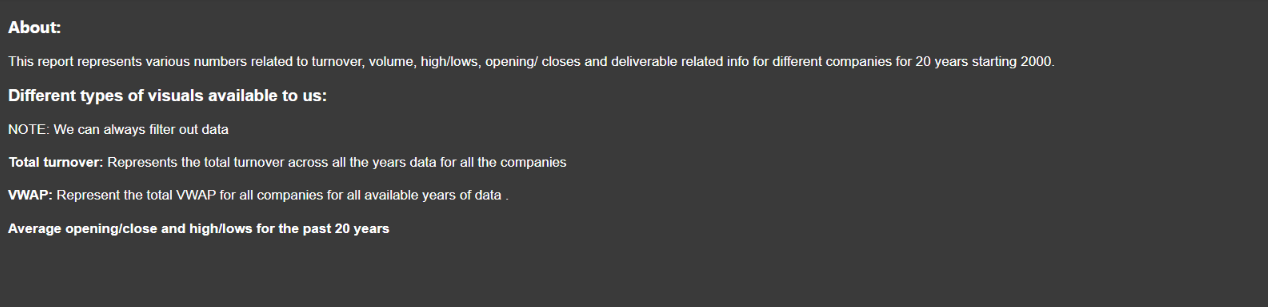 About:
This report represents various numbers related to turnover, volume, high/lows, opening/ closes and deliverable related info for different companies for 20 years starting 2000.
Different types of visuals available to us:
NOTE: We can always filter out data
Total turnover: Represents the total turnover across all the years data for all the companies
VWAP: Represent the total VWAP for all companies for all available years of data .
Average opening/close and high/lows for the past 20 years